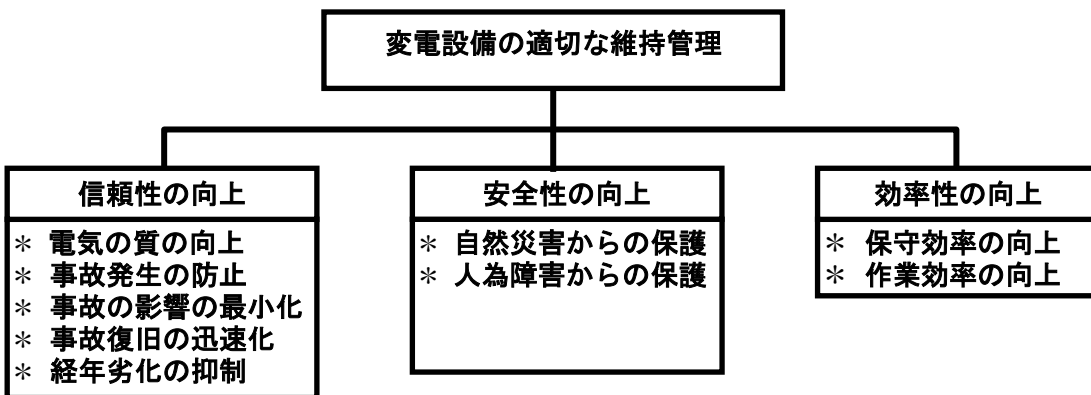 変電設備の適切な維持管理
信頼性の向上
* 電気の質の向上
* 事故発生の防止
* 事故の影響の最小化
* 事故復旧の迅速化
* 経年劣化の抑制
安全性の向上
* 自然災害からの保護
* 人為障害からの保護
効率性の向上
* 保守効率の向上
* 作業効率の向上